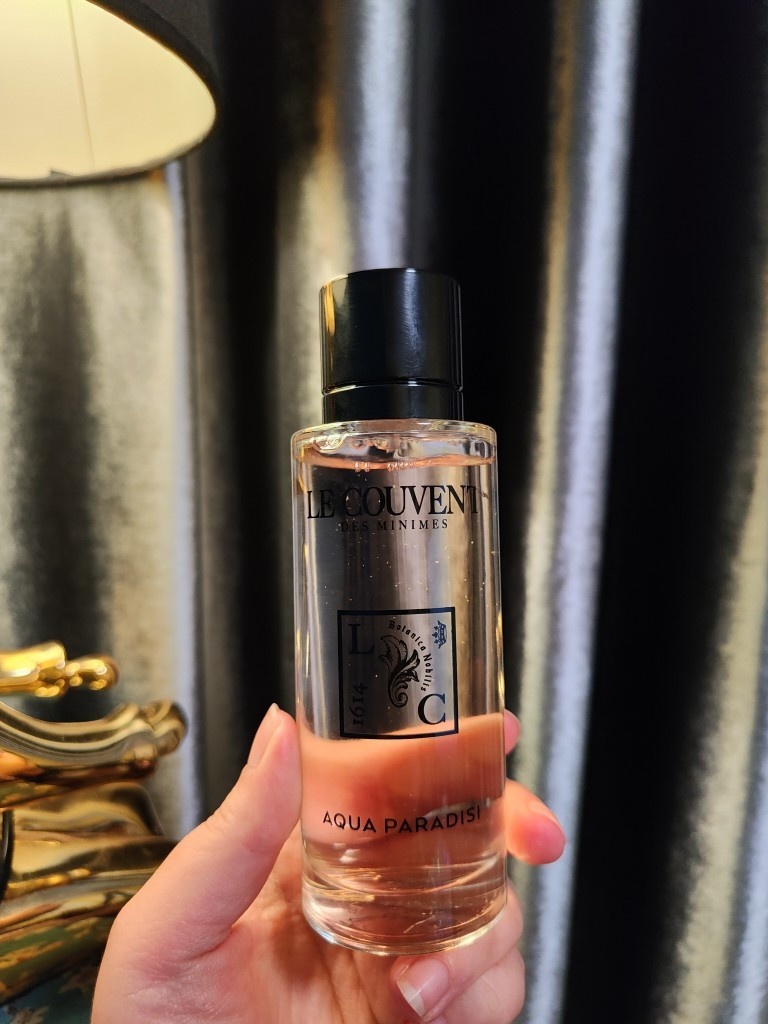 LE COUVENT
DES MINIMES
L
Botanica Nobilis
1614
C
AQUA PARADISI